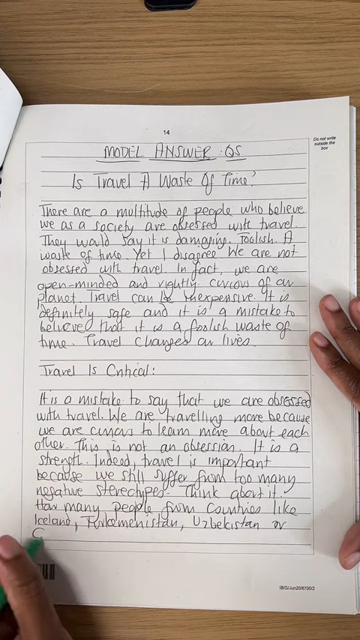 14
Do not write
outside the
box
MODEL ANSWER: Q5
Is Travel A Waste Of Time?
There are a multitude of people who believe
we as a society are obsessed with travel.
They would say it is damaging. Foolish. A
waste of time. Yet I disagree. We are not
obsessed with travel. In fact, we are
open-minded and rightly curious of our
planet. Travel can be inexpensive. It is
definitely safe and it is a mistake to
believe that it is a foolish waste of
time. Travel changes our lives.
Travel Is Critical:
It is a mistake to say that we are obsessed
with travel. We are travelling more because
we are curious to learn more about each
other. This is not an obsession. It is a
strength. Indeed, travel is important
because we still suffer from too many
negative stereotypes. Think about it.
How many people from countries like
Iceland, Turkmenistan, Uzbekistan or
G
IB/G/Jun20/8700/2